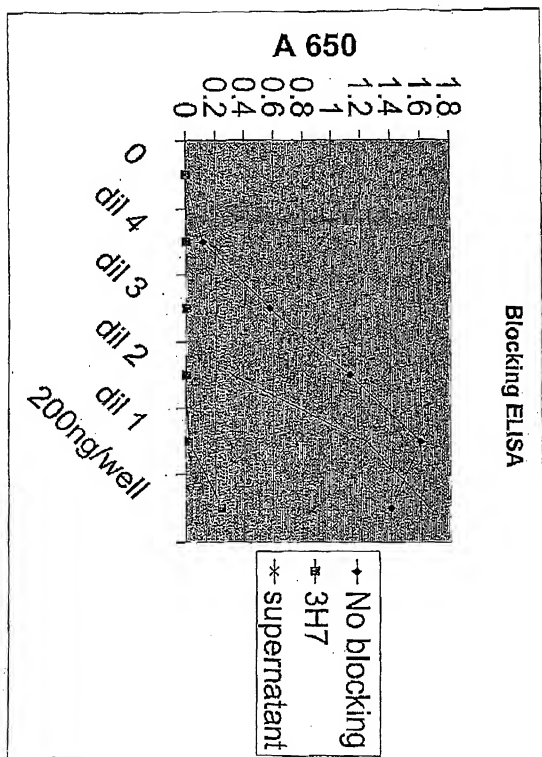 Blocking ELISA
A 650
1.8
1.6
1.4
1.2
1
0.8
0.6
0.4
0.2
0
0
dil 4
dil 3
dil 2
dil 1
200ng/well
No blocking
3H7
supernatant